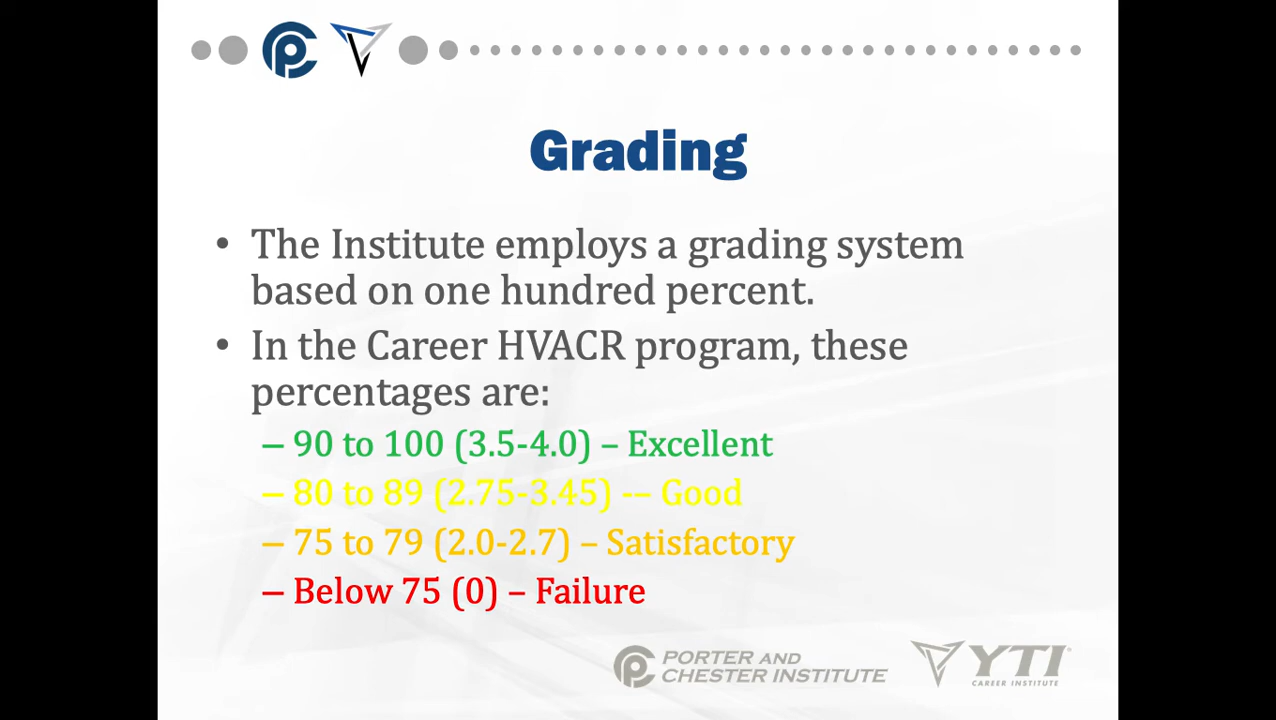 Grading
• The Institute employs a grading system
based on one hundred percent.
• In the Career HVACR program, these
percentages are:
– 90 to 100 (3.5-4.0) – Excellent
– 80 to 89 (2.75-3.45) -– Good
– 75 to 79 (2.0-2.7) – Satisfactory
– Below 75 (0) – Failure
PORTER AND
CHESTER INSTITUTE
YTI
CAREER INSTITUTE